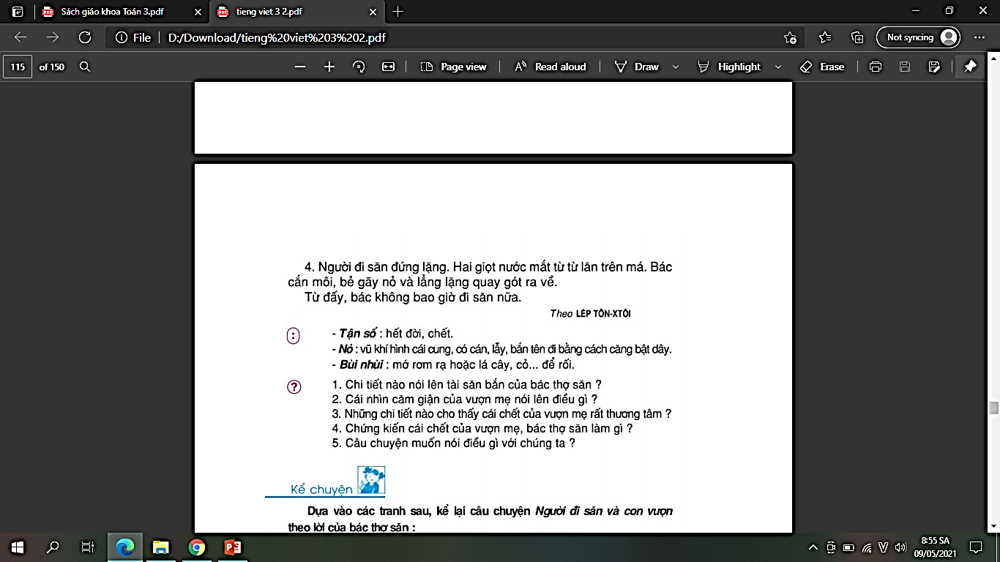 Sách giáo khoa Toán 3.pdf
tieng viet 3 2.pdf
File
D:/Download/tieng%20viet%203%202.pdf
Not syncing
115 of 150
Page view
Read aloud
Draw
Highlight
Erase
4. Người đi săn đứng lặng. Hai giọt nước mắt từ từ lăn trên má. Bác
cắn môi, bẻ gãy nỏ và lẳng lặng quay gót ra về.
Từ đấy, bác không bao giờ đi săn nữa.
Theo LÉP TÔN-XTÔI
- Tận số : hết đời, chết.
- Nỏ : vũ khí hình cái cung, có cán, lẫy, bắn tên đi bằng cách căng bật dây.
- Bùi nhùi : mớ rơm rạ hoặc lá cây, cỏ... để rối.
1. Chi tiết nào nói lên tài săn bắn của bác thợ săn ?
2. Cái nhìn căm giận của vượn mẹ nói lên điều gì ?
3. Những chi tiết nào cho thấy cái chết của vượn mẹ rất thương tâm ?
4. Chứng kiến cái chết của vượn mẹ, bác thợ săn làm gì ?
5. Câu chuyện muốn nói điều gì với chúng ta ?
Kể chuyện
Dựa vào các tranh sau, kể lại câu chuyện Người đi săn và con vượn
theo lời của bác thợ săn :
8:55 SA
09/05/2021